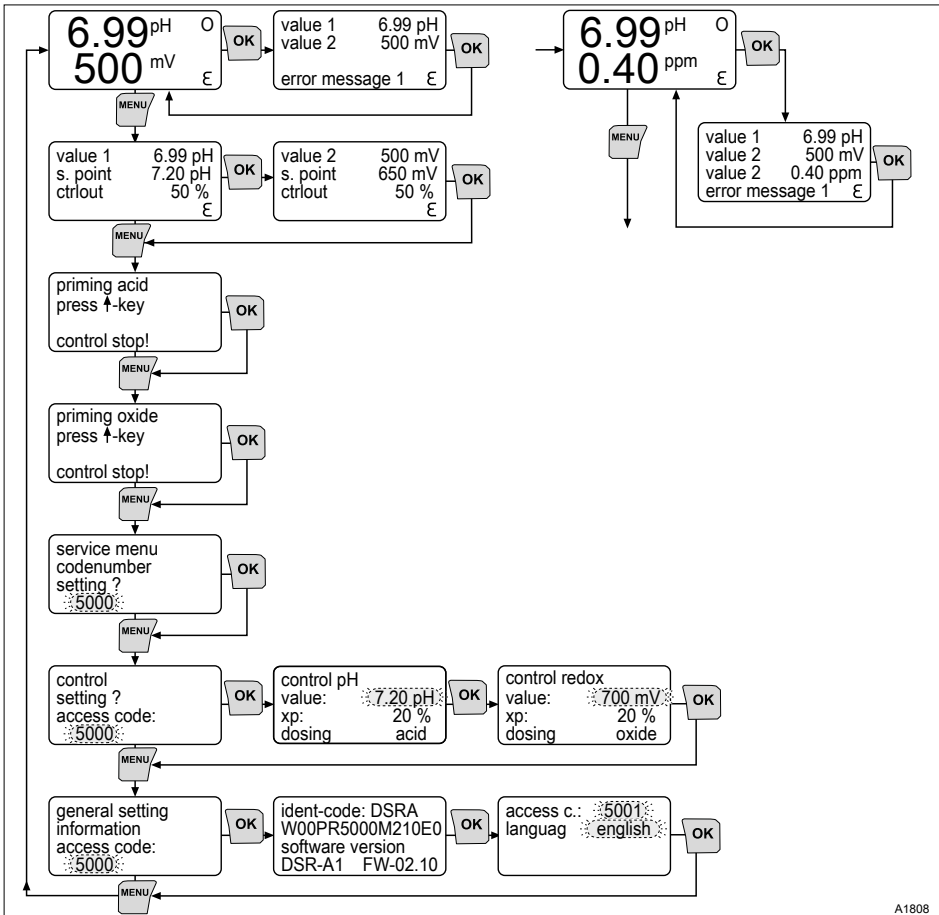 6.99 pH O
500 mV ԑ
OK
value 1 6.99 pH
value 2 500 mV
error message 1 ԑ
OK
MENU
6.99 pH O
0.40 ppm ԑ
OK
MENU
value 1 6.99 pH
value 2 500 mV
value 2 0.40 ppm
error message 1 ԑ
OK
value 1 6.99 pH
s. point 7.20 pH
ctrlout 50 %
ԑ
OK
value 2 500 mV
s. point 650 mV
ctrlout 50 %
ԑ
OK
MENU
priming acid
press ↑-key
control stop!
OK
MENU
priming oxide
press ↑-key
control stop!
OK
MENU
service menu
codenumber
setting ?
5000
OK
MENU
control
setting ?
access code:
5000
OK
control pH
value: 7.20 pH
xp: 20 %
dosing acid
OK
control redox
value: 700 mV
xp: 20 %
dosing oxide
OK
MENU
general setting
information
access code:
5000
OK
ident-code: DSRA
W00PR5000M210E0
software version
DSR-A1 FW-02.10
OK
access c.: 5001
languag english
OK
MENU
A1808